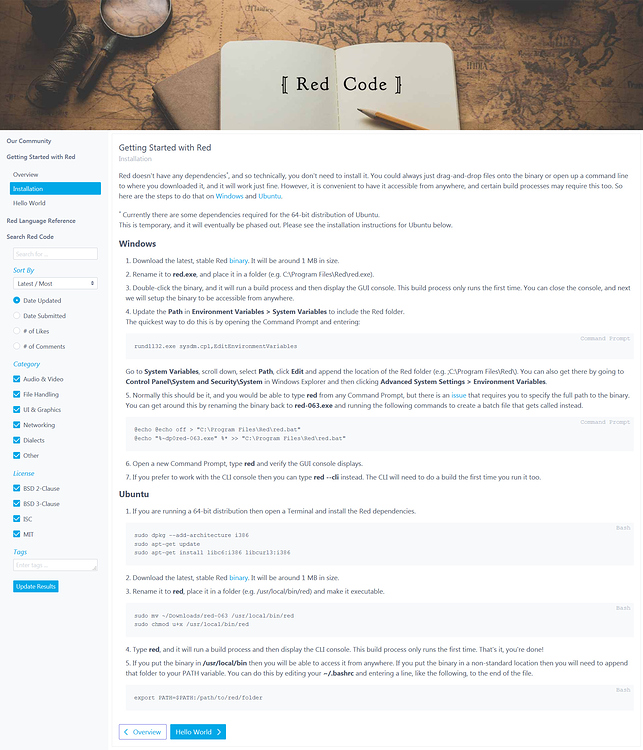 ⟦ Red Code ⟧
Our Community
Getting Started with Red
Overview
Installation
Hello World
Red Language Reference
Search Red Code
Search for ...
Sort By
Latest / Most
Date Updated
Date Submitted
# of Likes
# of Comments
Category
Audio & Video
File Handling
UI & Graphics
Networking
Dialects
Other
License
BSD 2-Clause
BSD 3-Clause
ISC
MIT
Tags
Enter tags ...
Update Results
Getting Started with Red
Installation
Red doesn't have any dependencies*, and so technically, you don't need to install it. You could always just drag-and-drop files onto the binary or open up a command line
to where you downloaded it, and it will work just fine. However, it is convenient to have it accessible from anywhere, and certain build processes may require this too. So
here are the steps to do that on Windows and Ubuntu.
* Currently there are some dependencies required for the 64-bit distribution of Ubuntu.
This is temporary, and it will eventually be phased out. Please see the installation instructions for Ubuntu below.
Windows
1. Download the latest, stable Red binary. It will be around 1 MB in size.
2. Rename it to red.exe, and place it in a folder (e.g. C:\Program Files\Red\red.exe).
3. Double-click the binary, and it will run a build process and then display the GUI console. This build process only runs the first time. You can close the console, and next
we will setup the binary to be accessible from anywhere.
4. Update the Path in Environment Variables > System Variables to include the Red folder.
The quickest way to do this is by opening the Command Prompt and entering:
Command Prompt
rundll32.exe sysdm.cpl,EditEnvironmentVariables
Go to System Variables, scroll down, select Path, click Edit and append the location of the Red folder (e.g. ;C:\Program Files\Red\). You can also get there by going to
Control Panel\System and Security\System in Windows Explorer and then clicking Advanced System Settings > Environment Variables.
5. Normally this should be it, and you would be able to type red from any Command Prompt, but there is an issue that requires you to specify the full path to the binary.
You can get around this by renaming the binary back to red-063.exe and running the following commands to create a batch file that gets called instead.
Command Prompt
@echo @echo off > "C:\Program Files\Red\red.bat"
@echo "%~dp0red-063.exe" %* >> "C:\Program Files\Red\red.bat"
6. Open a new Command Prompt, type red and verify the GUI console displays.
7. If you prefer to work with the CLI console then you can type red --cli instead. The CLI will need to do a build the first time you run it too.
Ubuntu
1. If you are running a 64-bit distribution then open a Terminal and install the Red dependencies.
Bash
sudo dpkg --add-architecture i386
sudo apt-get update
sudo apt-get install libc6:i386 libcurl3:i386
2. Download the latest, stable Red binary. It will be around 1 MB in size.
3. Rename it to red, place it in a folder (e.g. /usr/local/bin/red) and make it executable.
Bash
sudo mv ~/Downloads/red-063 /usr/local/bin/red
sudo chmod u+x /usr/local/bin/red
4. Type red, and it will run a build process and then display the CLI console. This build process only runs the first time. That's it, you're done!
5. If you put the binary in /usr/local/bin then you will be able to access it from anywhere. If you put the binary in a non-standard location then you will need to append
that folder to your PATH variable. You can do this by editing your ~/.bashrc and entering a line, like the following, to the end of the file.
Bash
export PATH=$PATH:/path/to/red/folder
Overview
Hello World